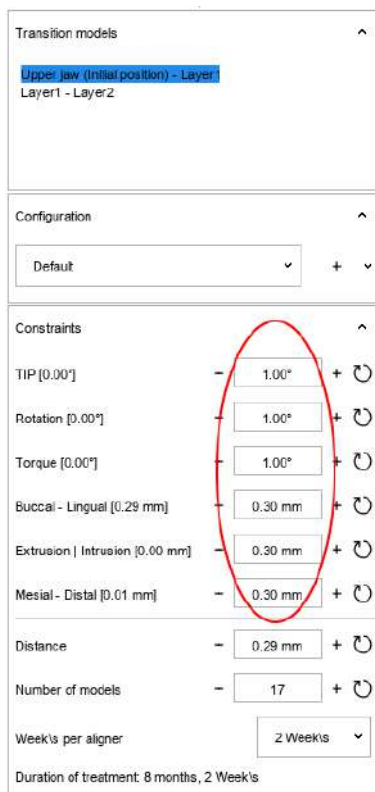 Transition models
Upper jaw (Initial position) - Layer1
Layer1 - Layer2
Configuration
Default
+
Constraints
TIP [0.00°] - 1.00° +
Rotation [0.00°] - 1.00° +
Torque [0.00°] - 1.00° +
Buccal - Lingual [0.29 mm] - 0.30 mm +
Extrusion | Intrusion [0.00 mm] - 0.30 mm +
Mesial - Distal [0.01 mm] - 0.30 mm +
Distance - 0.29 mm +
Number of models - 17 +
Week\s per aligner 2 Week\s
Duration of treatment: 8 months, 2 Week\s